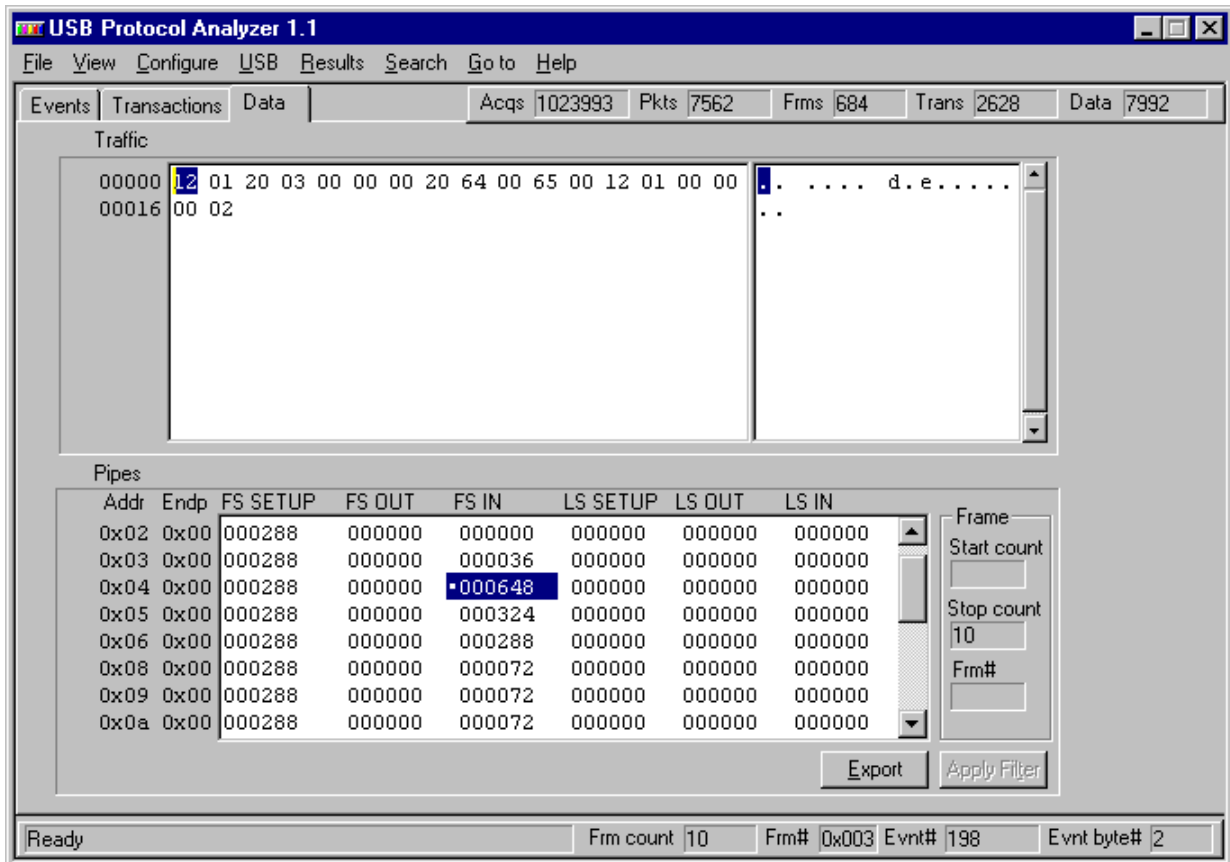 USB Protocol Analyzer 1.1
File View Configure USB Results Search Go to Help
Events Transactions Data Acqs 1023993 Pkts 7562 Frms 684 Trans 2628 Data 7992
Traffic
00000 12 01 20 03 00 00 00 20 64 00 65 00 12 01 00 00 . . . . . . d . e . . . . .
00016 00 02 . .
Pipes
Addr Endp FS SETUP FS OUT FS IN LS SETUP LS OUT LS IN
0x02 0x00 000288 000000 000000 000000 000000 000000
0x03 0x00 000288 000000 000036 000000 000000 000000
0x04 0x00 000288 000000 000648 000000 000000 000000
0x05 0x00 000288 000000 000324 000000 000000 000000
0x06 0x00 000288 000000 000288 000000 000000 000000
0x08 0x00 000288 000000 000072 000000 000000 000000
0x09 0x00 000288 000000 000072 000000 000000 000000
0x0a 0x00 000288 000000 000072 000000 000000 000000
Frame
Start count
Stop count
10
Frm#
Export Apply Filter
Ready Frm count 10 Frm# 0x003 Evnt# 198 Evnt byte# 2